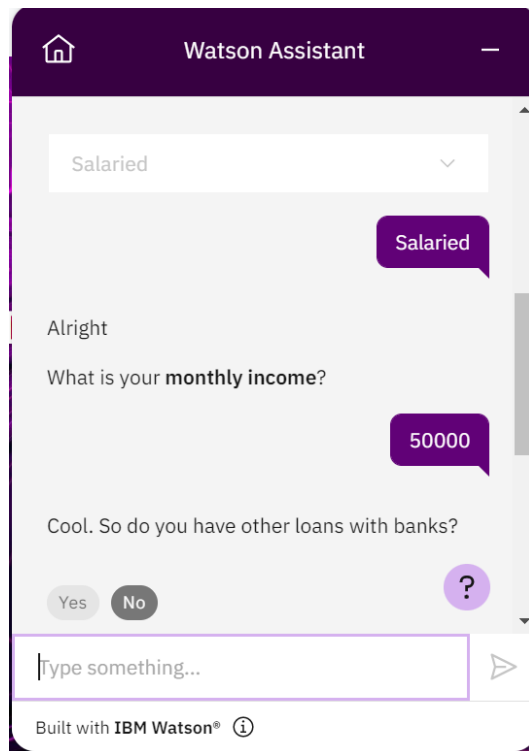 Watson Assistant
Salaried
Salaried
Alright
What is your monthly income?
50000
Cool. So do you have other loans with banks?
?
Yes No
Type something...
Built with IBM Watson®